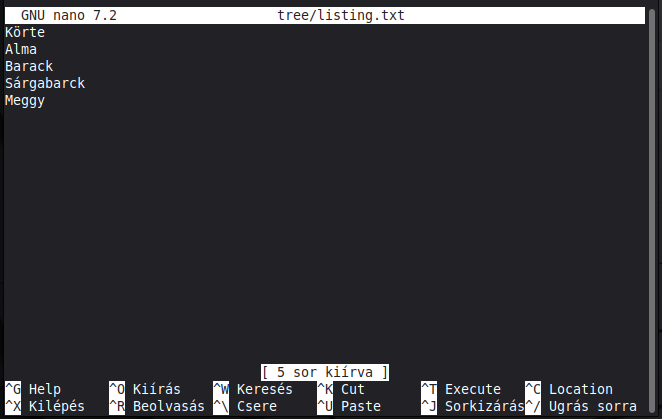 GNU nano 7.2 tree/listing.txt
Körte
Alma
Barack
Sárgabarck
Meggy
[ 5 sor kiírva ]
^G Help ^O Kiírás ^W Keresés ^K Cut ^T Execute ^C Location
^X Kilépés ^R Beolvasás ^\ Csere ^U Paste ^J Sorkizárás ^/ Ugrás sorra